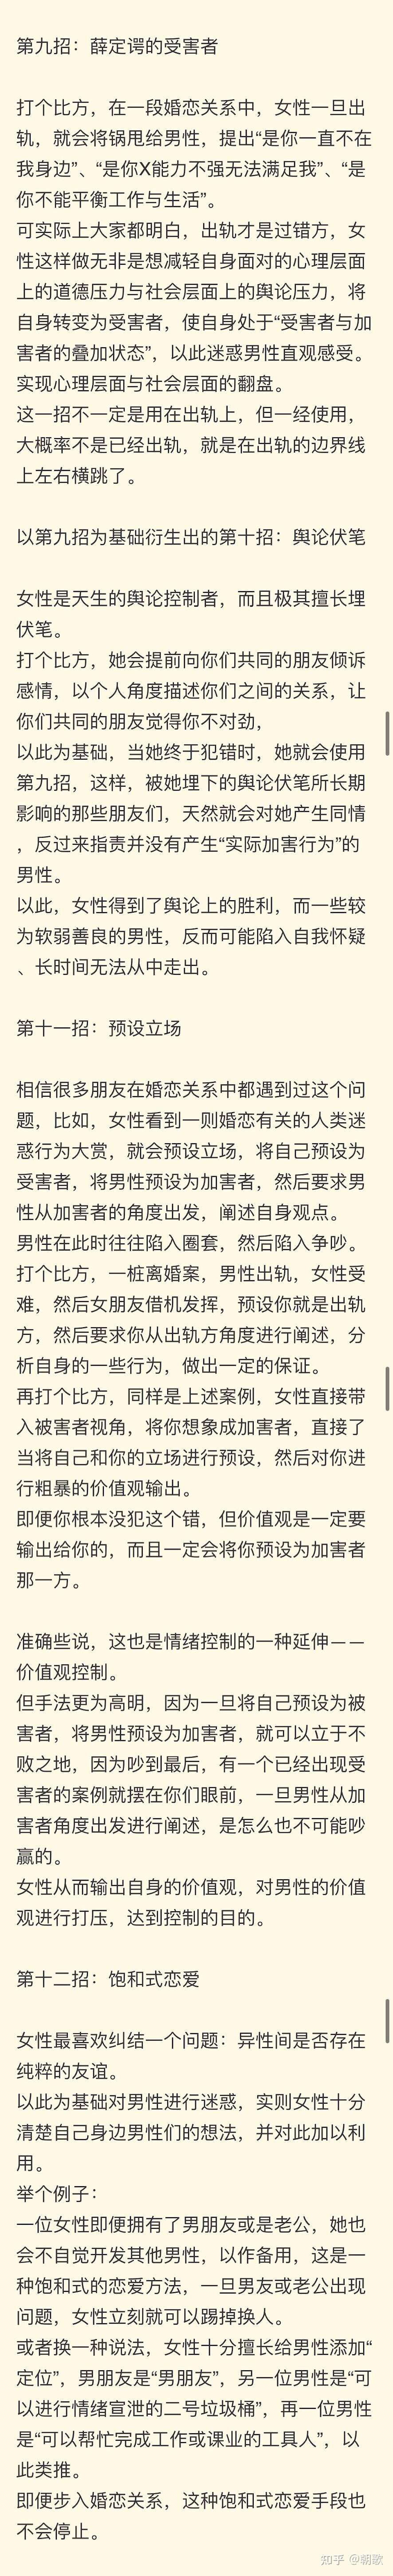 第九招：薛定谔的受害者
打个比方，在一段婚恋关系中，女性一旦出
轨，就会将锅甩给男性，提出“是你一直不在
我身边”、“是你X能力不强无法满足我”、“是
你不能平衡工作与生活”。
可实际上大家都明白，出轨才是过错方，女
性这样做无非是想减轻自身面对的心理层面
上的道德压力与社会层面上的舆论压力，将
自身转变为受害者，使自身处于“受害者与加
害者的叠加状态”，以此迷惑男性直观感受。
实现心理层面与社会层面的翻盘。
这一招不一定是用在出轨上，但一经使用，
大概率不是已经出轨，就是在出轨的边界线
上左右横跳了。
以第九招为基础衍生出的第十招：舆论伏笔
女性是天生的舆论控制者，而且极其擅长埋
伏笔。
打个比方，她会提前向你们共同的朋友倾诉
感情，以个人角度描述你们之间的关系，让
你们共同的朋友觉得你不对劲，
以此为基础，当她终于犯错时，她就会使用
第九招，这样，被她埋下的舆论伏笔所长期
影响的那些朋友们，天然就会对她产生同情
，反过来指责并没有产生“实际加害行为”的
男性。
以此，女性得到了舆论上的胜利，而一些较
为软弱善良的男性，反而可能陷入自我怀疑
、长时间无法从中走出。
第十一招：预设立场
相信很多朋友在婚恋关系中都遇到过这个问
题，比如，女性看到一则婚恋有关的人类迷
惑行为大赏，就会预设立场，将自己预设为
受害者，将男性预设为加害者，然后要求男
性从加害者的角度出发，阐述自身观点。
男性在此时往往陷入圈套，然后陷入争吵。
打个比方，一桩离婚案，男性出轨，女性受
难，然后女朋友借机发挥，预设你就是出轨
方，然后要求你从出轨方角度进行阐述，分
析自身的一些行为，做出一定的保证。
再打个比方，同样是上述案例，女性直接带
入被害者视角，将你想象成加害者，直接了
当将自己和你的立场进行预设，然后对你进
行粗暴的价值观输出。
即便你根本没犯这个错，但价值观是一定要
输出给你的，而且一定会将你预设为加害者
那一方。
准确些说，这也是情绪控制的一种延伸——
价值观控制。
但手法更为高明，因为一旦将自己预设为被
害者，将男性预设为加害者，就可以立于不
败之地，因为吵到最后，有一个已经出现受
害者的案例就摆在你们眼前，一旦男性从加
害者角度出发进行阐述，是怎么也不可能吵
赢的。
女性从而输出自身的价值观，对男性的价值
观进行打压，达到控制的目的。
第十二招：饱和式恋爱
女性最喜欢纠结一个问题：异性间是否存在
纯粹的友谊。
以此为基础对男性进行迷惑，实则女性十分
清楚自己身边男性们的想法，并对此加以利
用。
举个例子：
一位女性即便拥有了男朋友或是老公，她也
会不自觉开发其他男性，以作备用，这是一
种饱和式的恋爱方法，一旦男友或老公出现
问题，女性立刻就可以踢掉换人。
或者换一种说法，女性十分擅长给男性添加“
定位”，男朋友是“男朋友”，另一位男性是“可
以进行情绪宣泄的二号垃圾桶”，再一位男性
是“可以帮忙完成工作或课业的工具人”，以
此类推。
即便步入婚恋关系，这种饱和式恋爱手段也
不会停止。
知乎 @朝歌